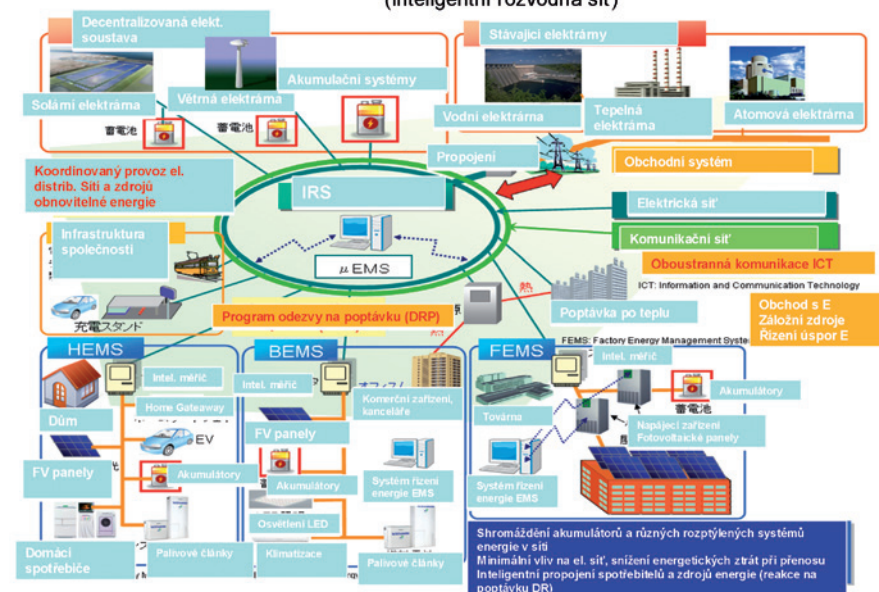 (inteligentní rozvodná síť)
Decentralizovaná elekt.
soustava
Stávající elektrárny
Akumulační systémy
Solární elektrárna
Větrná elektrárna
蓄電池
蓄電池
Vodní elektrárna
Tepelná
elektrárna
Atomová elektrárna
Propojení
Obchodní systém
Koordinovaný provoz el.
distrib. Sítí a zdrojů
obnovitelné energie
IRS
Elektrická síť
Komunikační síť
Infrastruktura
společnosti
μEMS
Oboustranná komunikace ICT
ICT: Information and Communication Technology
充電スタンド
Program odezvy na poptávku (DRP)
熱
Poptávka po teplu
Obchod s E
Záložní zdroje
Řízení úspor E
FEMS: Factory Energy Management System
HEMS
BEMS
FEMS
Intel. měřič
Intel. měřič
Intel. měřič
Dům
Home Gateaway
EV
FV panely
Akumulátory
Domácí
spotřebiče
Palivové články
Komerční zařízení,
kanceláře
FV panely
Akumulátory
Systém řízení
energie EMS
Osvětlení LED
Klimatizace
Palivové články
Továrna
Akumulátory
蓄電池
Napájecí zařízení
Fotovoltaické panely
Systém řízení
energie EMS
Shromáždění akumulátorů a různých rozptýlených systémů
energie v síti
Minimální vliv na el. síť, snížení energetických ztrát při přenosu
Inteligentní propojení spotřebitelů a zdrojů energie (reakce na
poptávku DR)